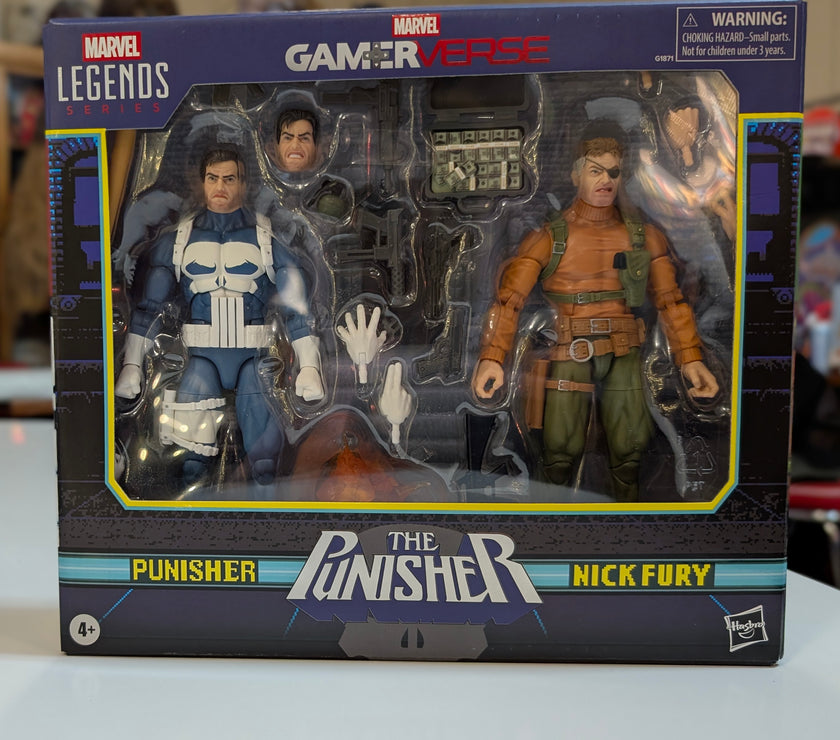 MARVEL
LEGENDS
SERIES
MARVEL
GAMERVERSE
⚠ WARNING:
CHOKING HAZARD–Small parts.
Not for children under 3 years.
G1871
PUNISHER
THE
PUNISHER
NICK FURY
4+
Hasbro